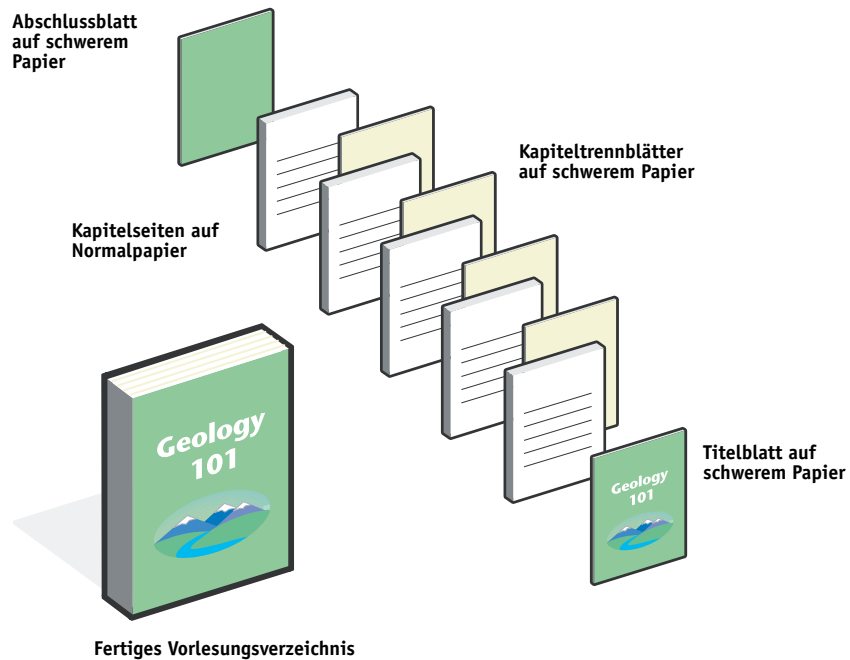 Abschlussblatt
auf schwerem
Papier
Kapiteltrennblätter
auf schwerem Papier
Kapitelseiten auf
Normalpapier
Geology
101
Titelblatt auf
schwerem Papier
Geology
101
Fertiges Vorlesungsverzeichnis